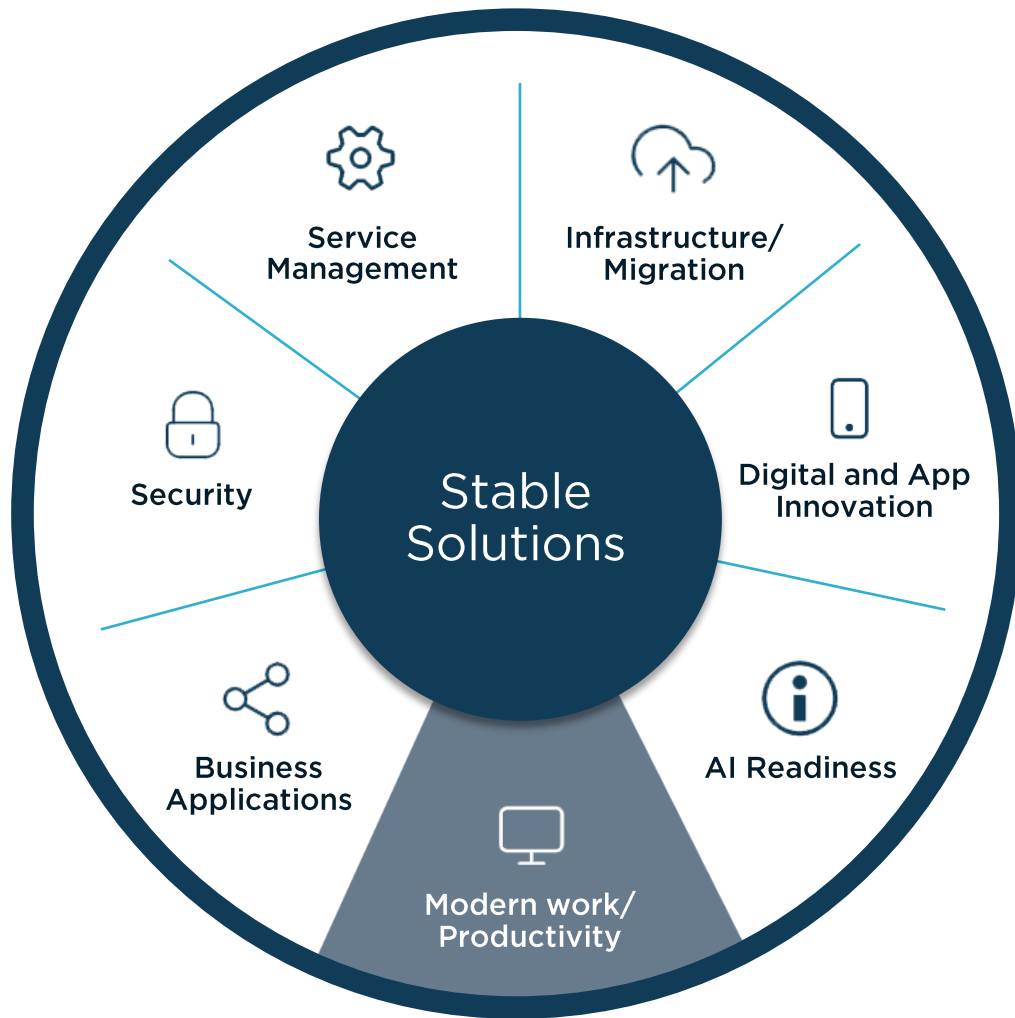 Service
Management
Infrastructure/
Migration
Security
Stable
Solutions
Digital and App
Innovation
Business
Applications
AI Readiness
Modern work/
Productivity